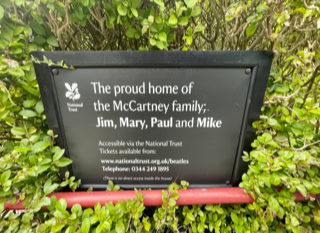 The proud home of
the McCartney family;
Jim, Mary, Paul and Mike
National
Trust
Accessible via the National Trust
Tickets available from:
www.nationaltrust.org.uk/beatles
Telephone: 0344 249 1895
(There is no direct access inside the house)